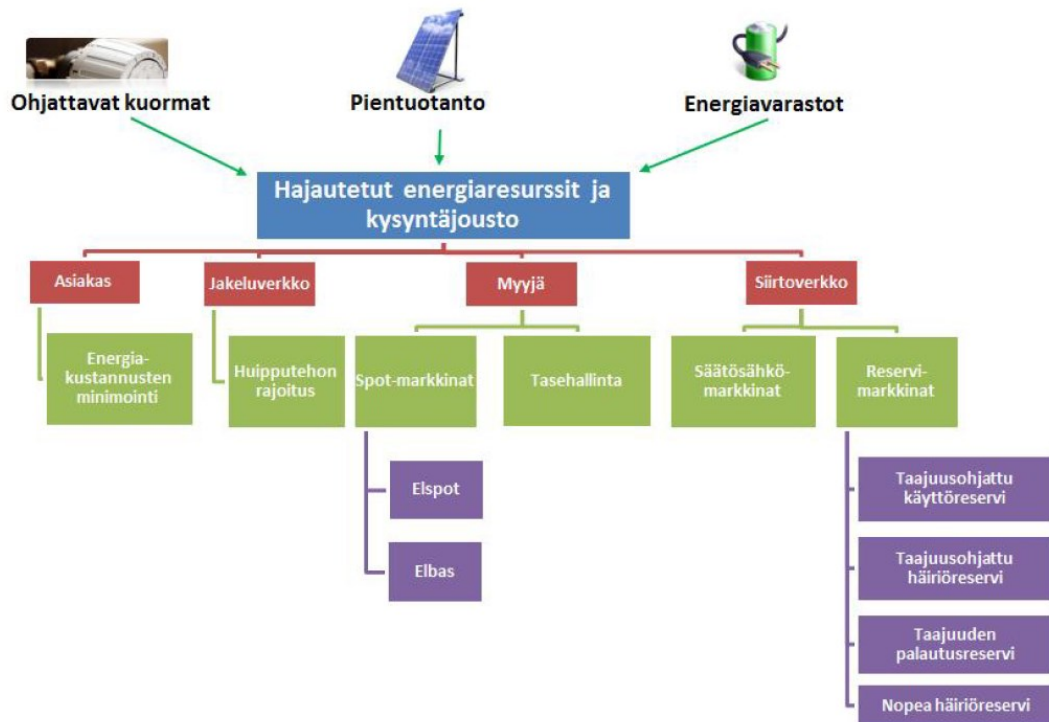 Ohjattavat kuormat
Pientuotanto
Energiavarastot
Hajautetut energiaresurssit ja
kysyntäjousto
Asiakas
Jakeluverkko
Myyjä
Siirtoverkko
Energia-
kustannusten
minimointi
Huipputehon
rajoitus
Spot-markkinat
Tasehallinta
Säätösähkö-
markkinat
Reservi-
markkinat
Elspot
Elbas
Taajuusohjattu
käyttöreservi
Taajuusohjattu
häiriöreservi
Taajuuden
palautusreservi
Nopea häiriöreservi